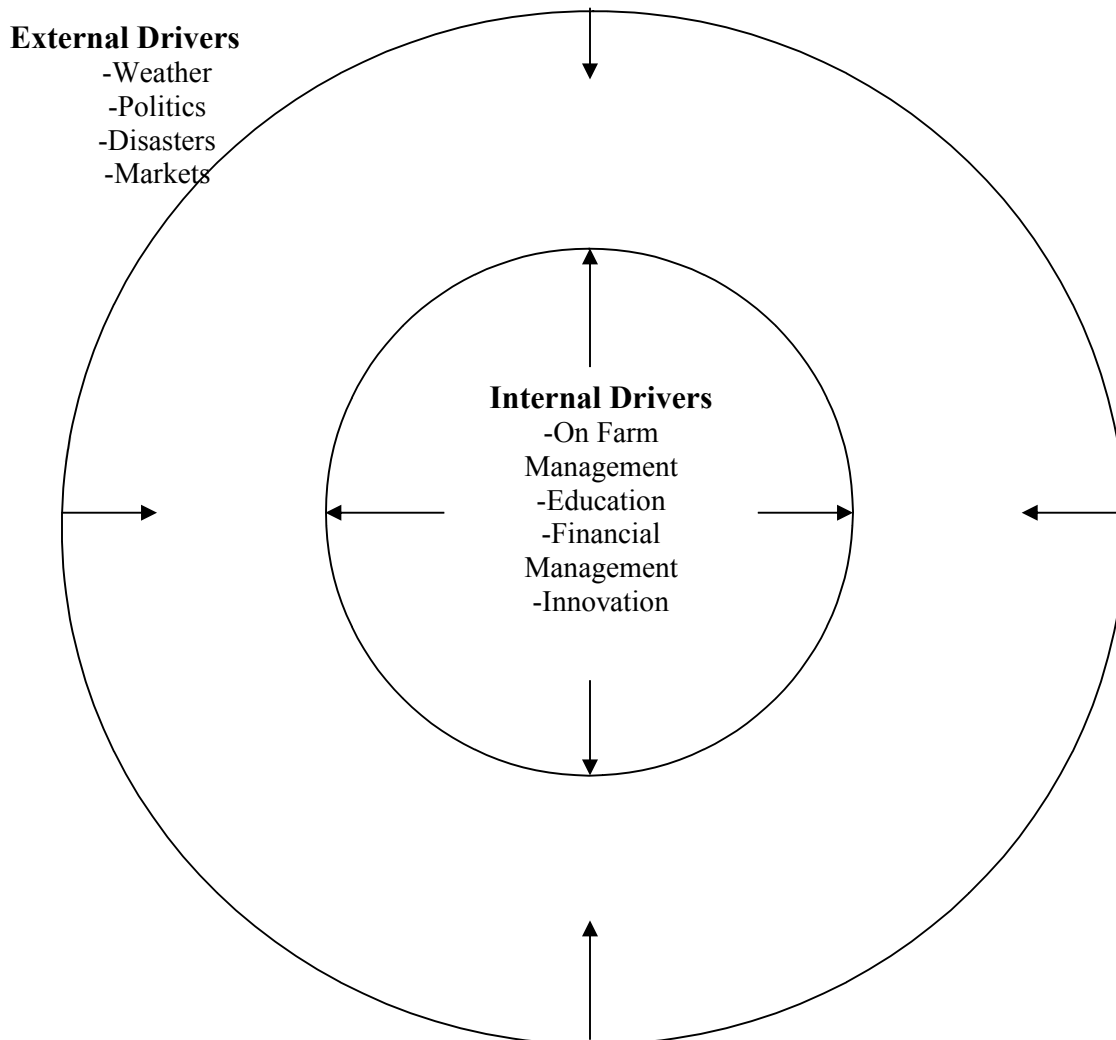 External Drivers
-Weather
-Politics
-Disasters
-Markets
Internal Drivers
-On Farm
Management
-Education
-Financial
Management
-Innovation